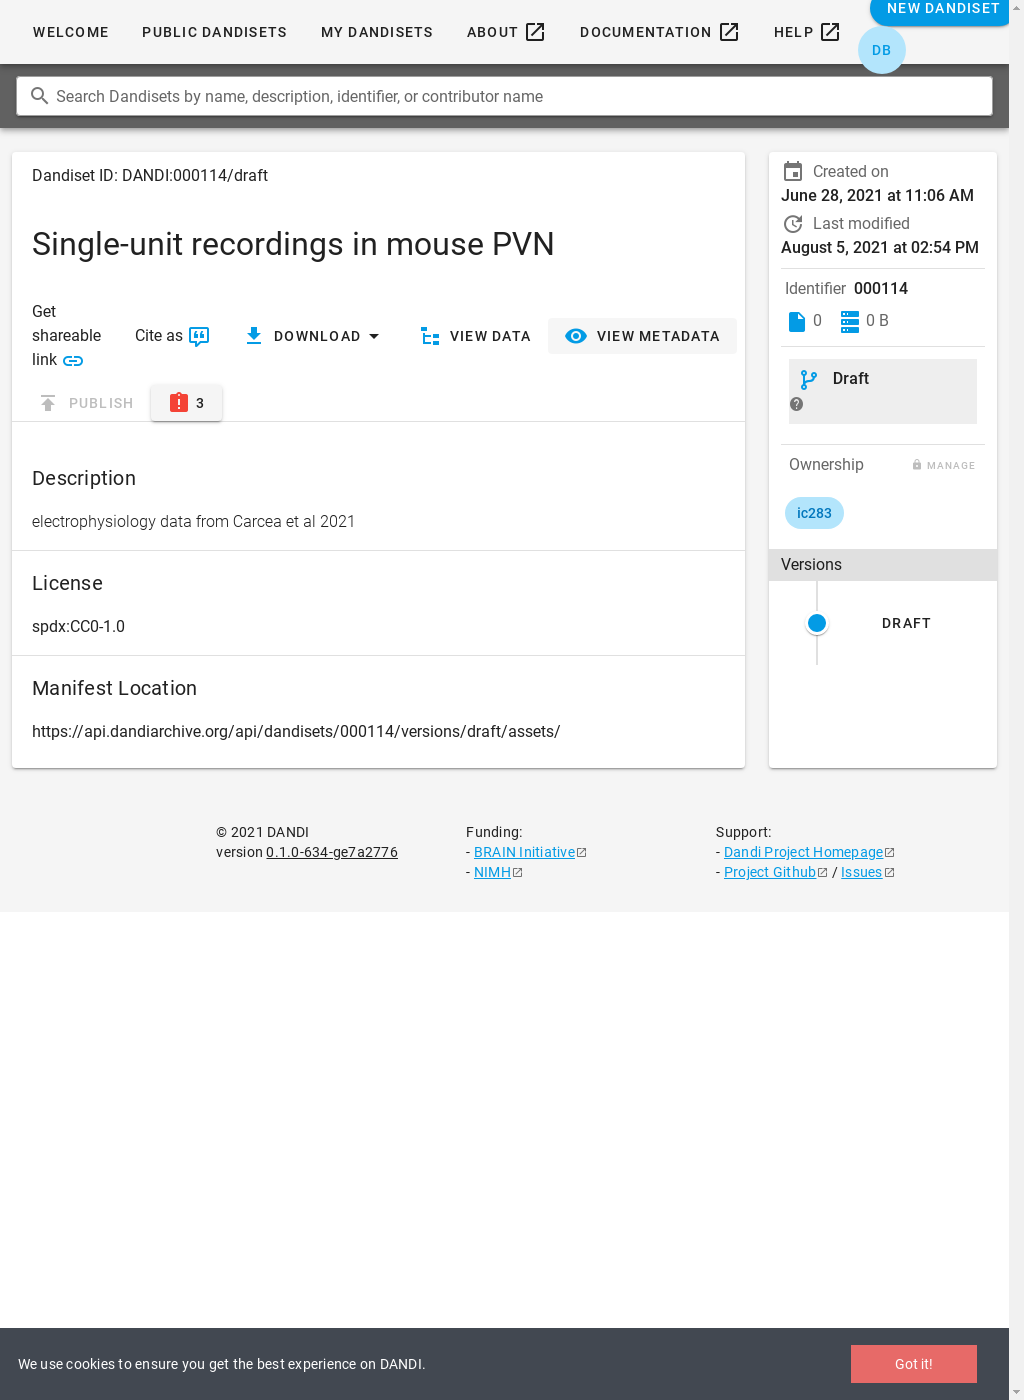 WELCOME
PUBLIC DANDISETS
MY DANDISETS
ABOUT
DOCUMENTATION
HELP
NEW DANDISET
DB
Search Dandisets by name, description, identifier, or contributor name
Dandiset ID: DANDI:000114/draft
Single-unit recordings in mouse PVN
Get
shareable
link
Cite as
DOWNLOAD
VIEW DATA
VIEW METADATA
PUBLISH
3
Description
electrophysiology data from Carcea et al 2021
License
spdx:CC0-1.0
Manifest Location
https://api.dandiarchive.org/api/dandisets/000114/versions/draft/assets/
Created on
June 28, 2021 at 11:06 AM
Last modified
August 5, 2021 at 02:54 PM
Identifier 000114
0
0 B
Draft
Ownership
MANAGE
ic283
Versions
DRAFT
© 2021 DANDI
version 0.1.0-634-ge7a2776
Funding:
- BRAIN Initiative
- NIMH
Support:
- Dandi Project Homepage
- Project Github / Issues
We use cookies to ensure you get the best experience on DANDI.
Got it!